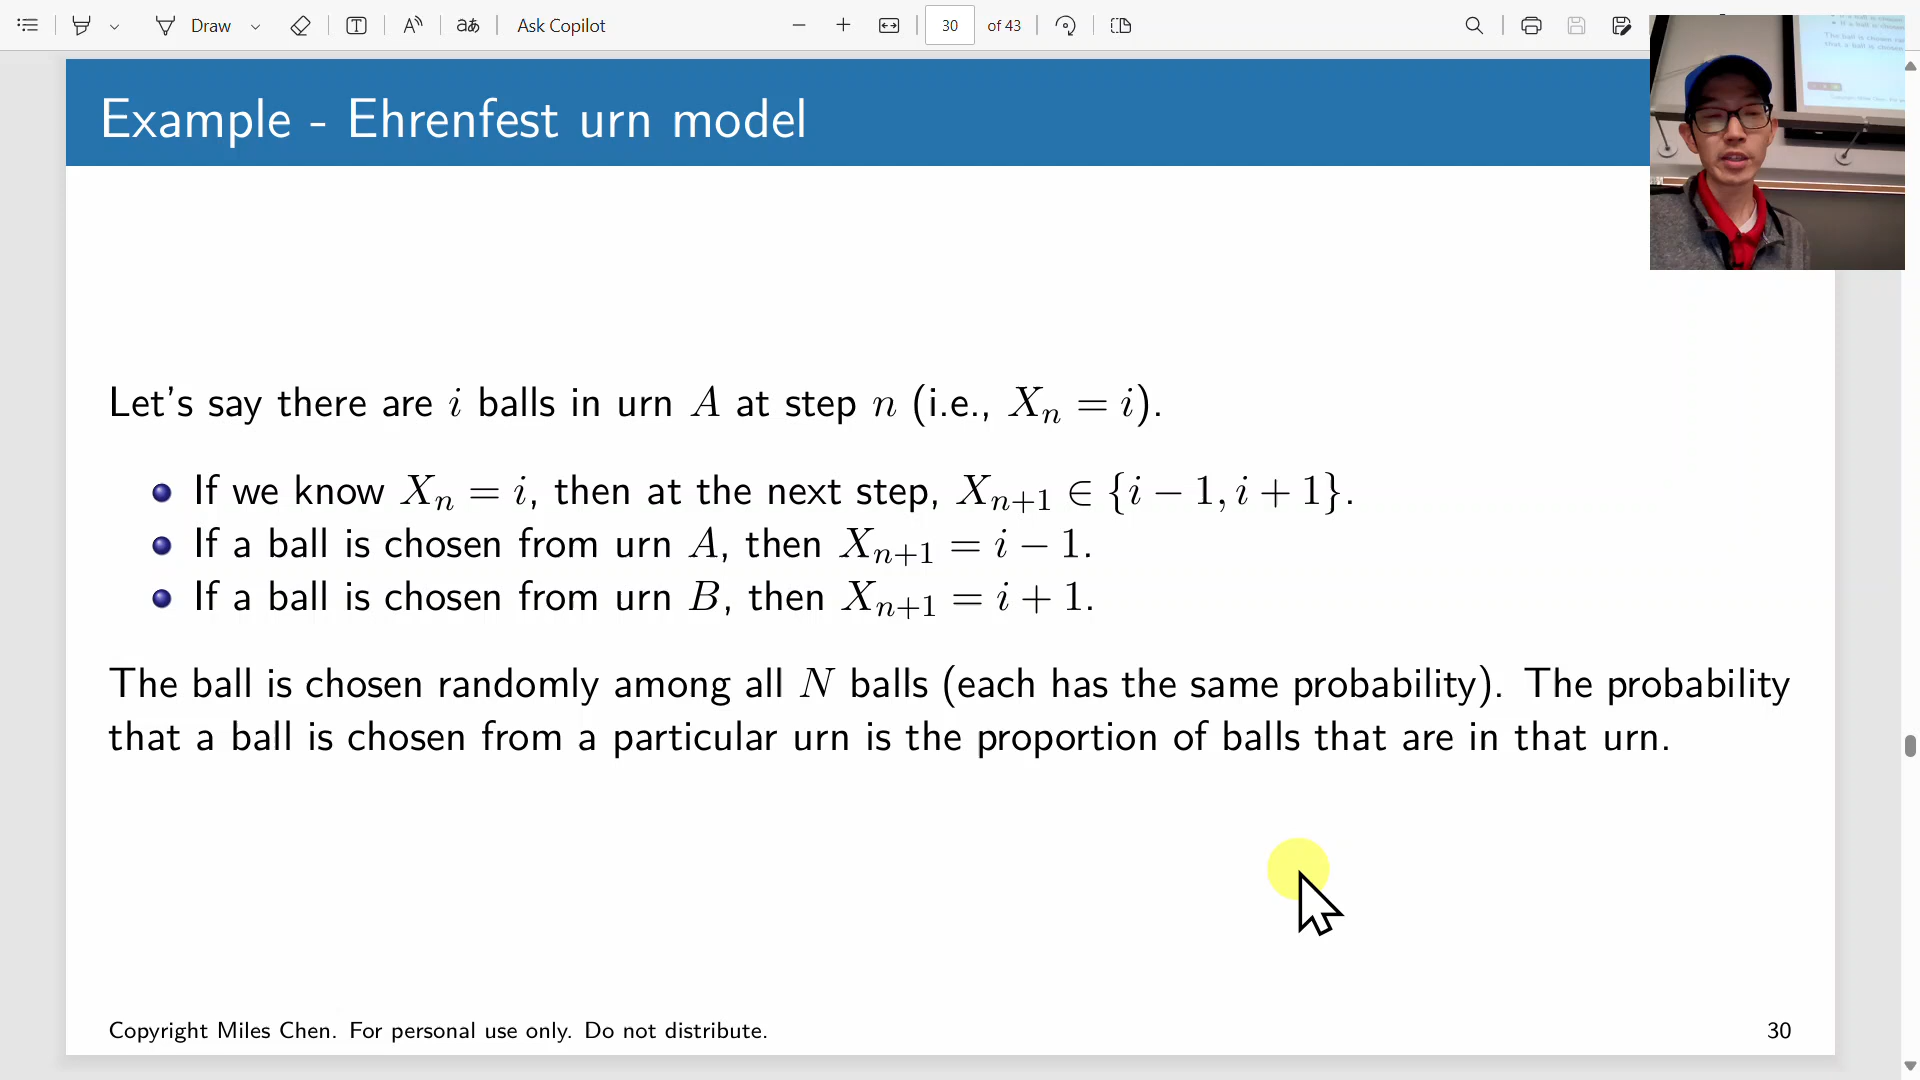 Draw
Ask Copilot
30
of 43
Example - Ehrenfest urn model
Let's say there are i balls in urn A at step n (i.e., Xₙ = i).
If we know Xₙ = i, then at the next step, Xₙ₊₁ ∈ {i − 1, i + 1}.
If a ball is chosen from urn A, then Xₙ₊₁ = i − 1.
If a ball is chosen from urn B, then Xₙ₊₁ = i + 1.
The ball is chosen randomly among all N balls (each has the same probability). The probability
that a ball is chosen from a particular urn is the proportion of balls that are in that urn.
Copyright Miles Chen. For personal use only. Do not distribute.
30